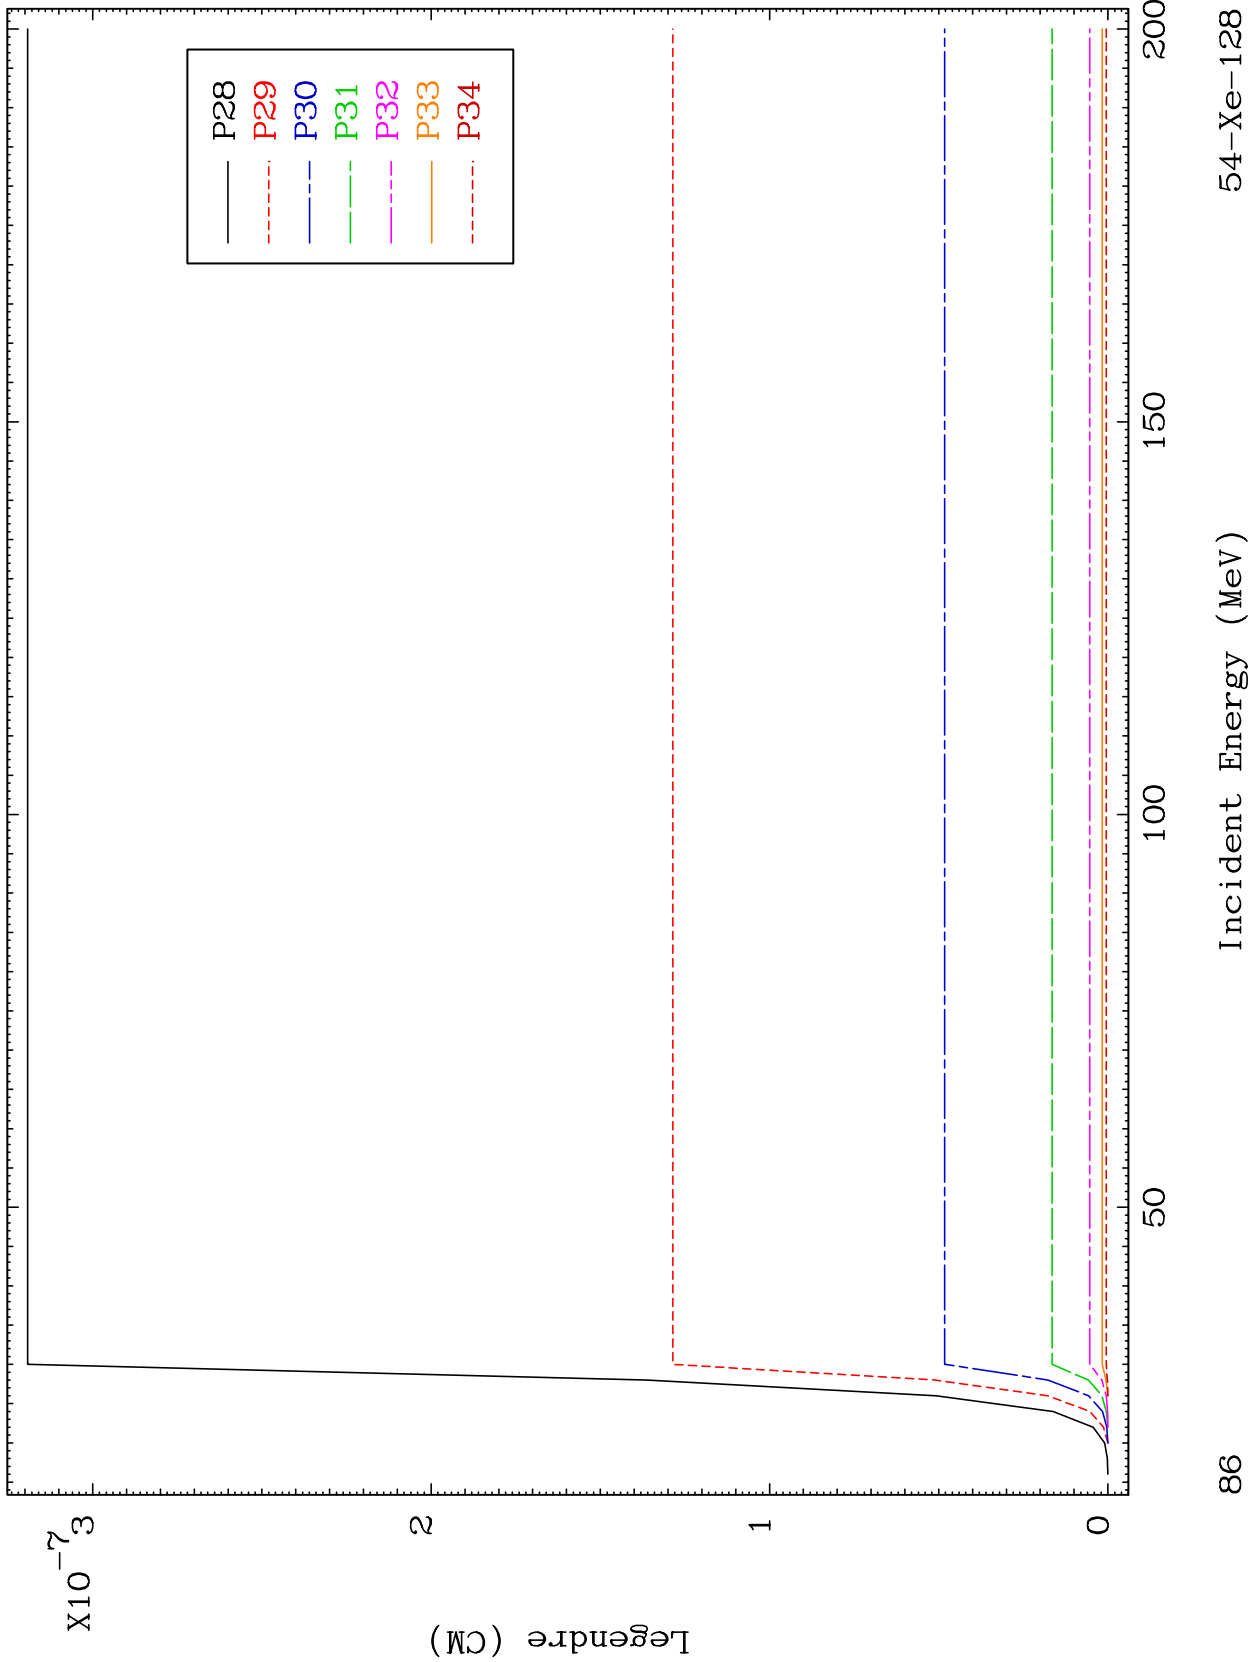 X10-7
3
2
1
0
Legendre (CM)
P28
P29
P30
P31
P32
P33
P34
50
100
150
200
86
Incident Energy (MeV)
54-Xe-128